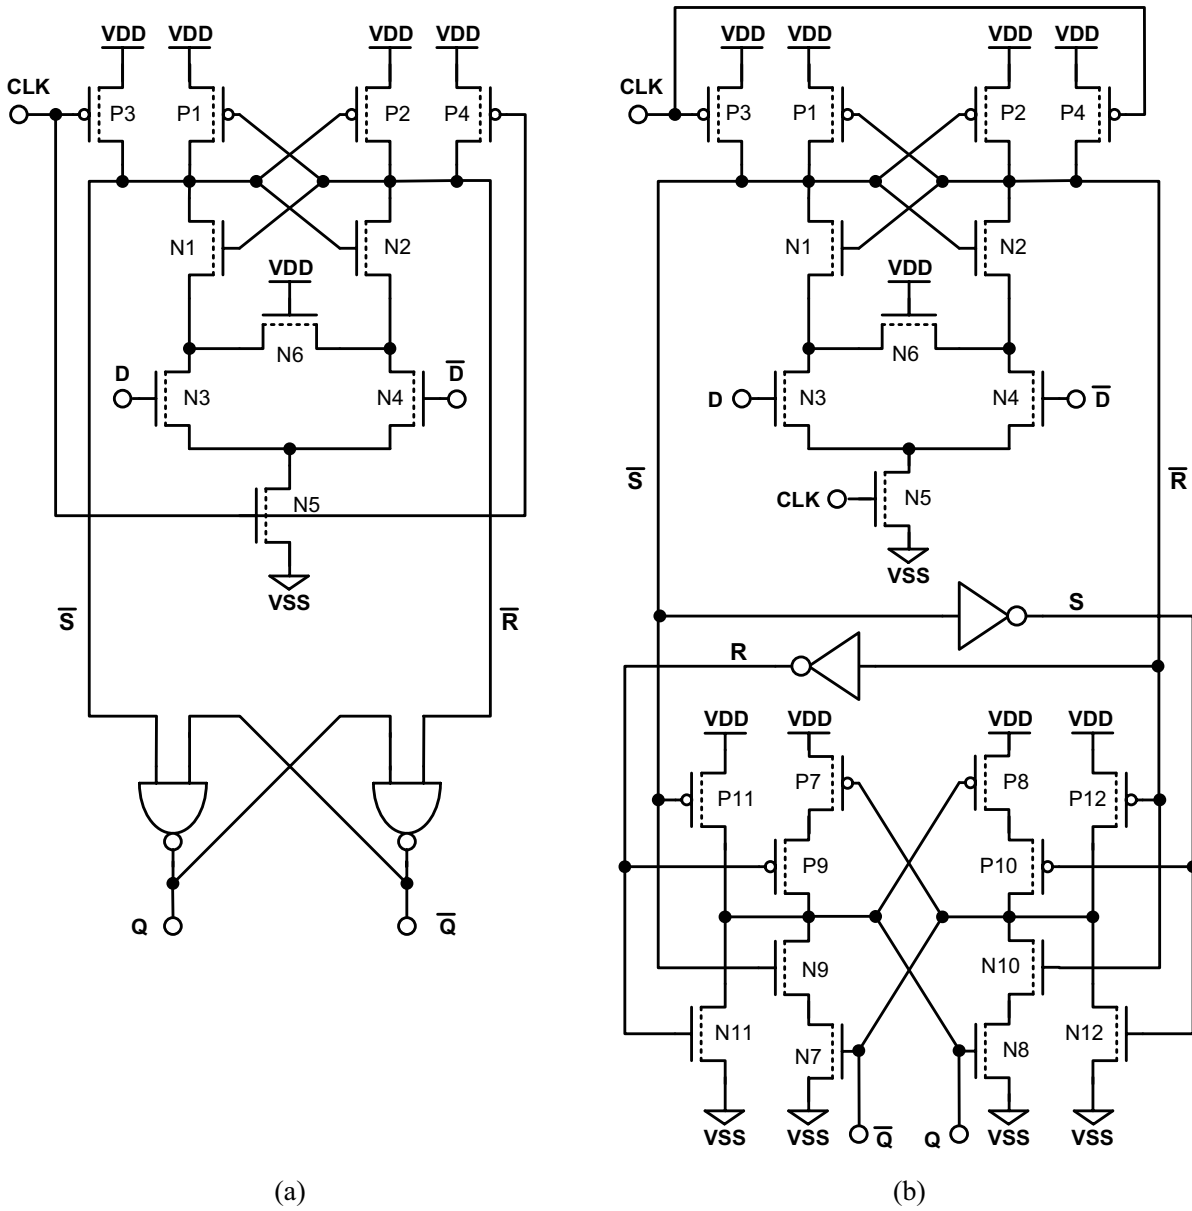 VDD VDD VDD VDD
CLK
P3 P1 P2 P4
N1 N2
VDD
N6
D N3 N4 D̅
N5
VSS
S̅ R̅
Q Q̅
(a)
VDD VDD VDD VDD
CLK
P3 P1 P2 P4
N1 N2
VDD
N6
D N3 N4 D̅
S̅ R̅
CLK N5
VSS
S
R
VDD VDD VDD VDD
P11 P7 P8 P12
P9 P10
N9 N10
N11 N7 N8 N12
VSS VSS Q̅ Q VSS VSS
(b)